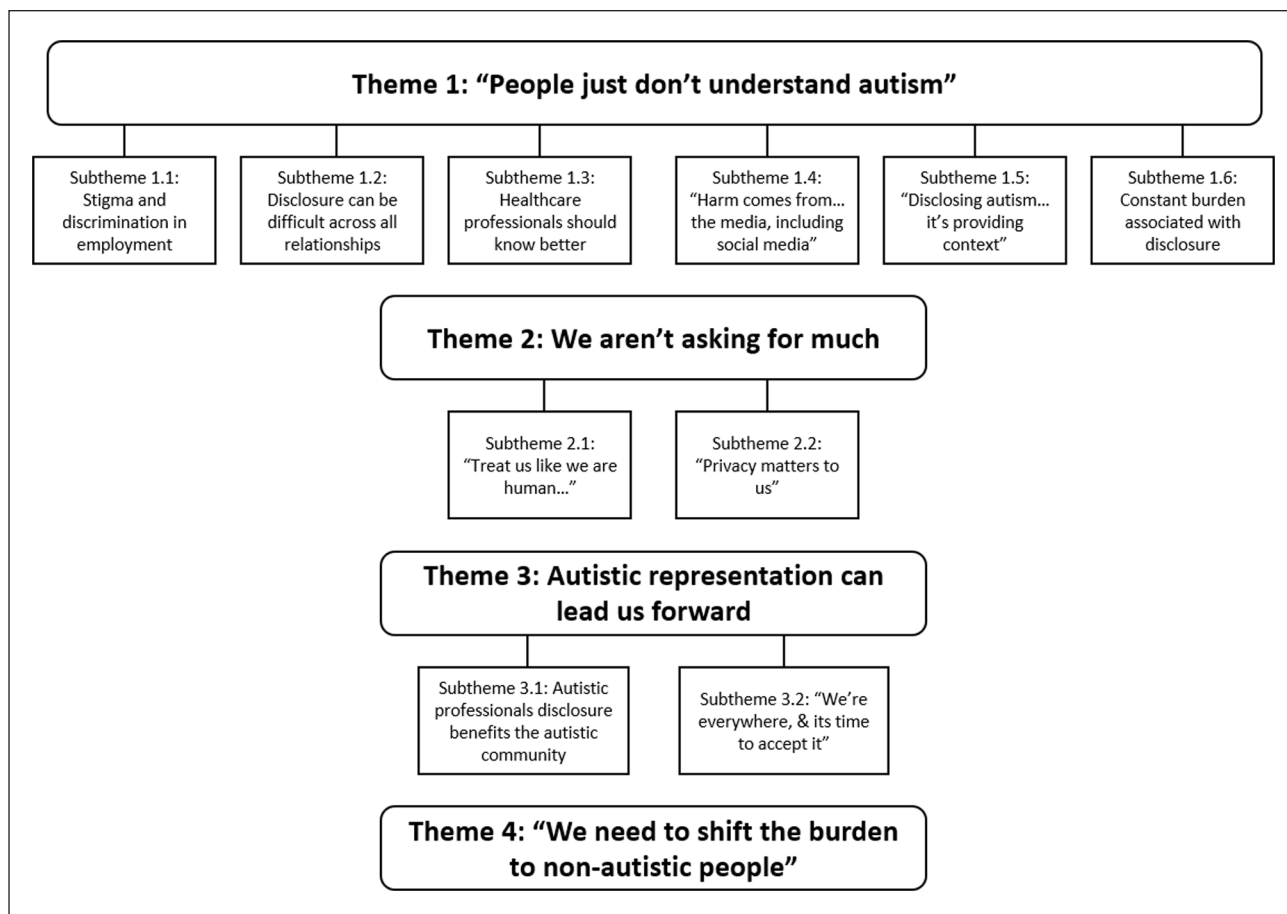 Theme 1: “People just don’t understand autism”
Subtheme 1.1:
Stigma and
discrimination in
employment
Subtheme 1.2:
Disclosure can be
difficult across all
relationships
Subtheme 1.3:
Healthcare
professionals should
know better
Subtheme 1.4:
“Harm comes from…
the media, including
social media”
Subtheme 1.5:
“Disclosing autism…
it’s providing
context”
Subtheme 1.6:
Constant burden
associated with
disclosure
Theme 2: We aren’t asking for much
Subtheme 2.1:
“Treat us like we are
human…”
Subtheme 2.2:
“Privacy matters to
us”
Theme 3: Autistic representation can
lead us forward
Subtheme 3.1: Autistic
professionals disclosure
benefits the autistic
community
Subtheme 3.2: “We’re
everywhere, & its time
to accept it”
Theme 4: “We need to shift the burden
to non-autistic people”